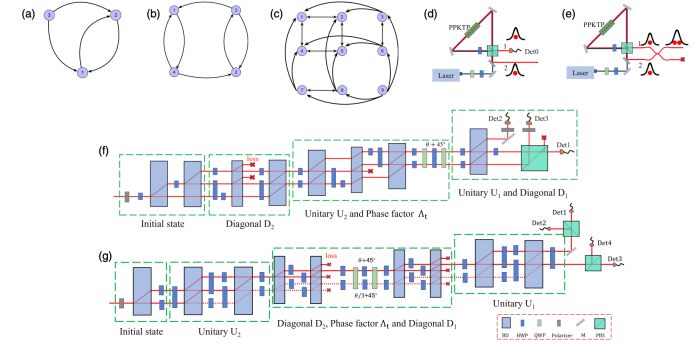 (a)
3
2
1
(b)
1
3
4
2
(c)
1
2
3
4
5
6
7
8
9
(d)
PPKTP
1
Det0
Laser
2
(e)
PPKTP
1
2
Laser
(f)
loss
θ + 45°
Det2
Det3
Det1
Initial state
Diagonal D₂
Unitary U₂ and Phase factor Λₜ
Unitary U₁ and Diagonal D₁
(g)
loss
θ+45°
θ/3+45°
Det1
Det2
Det4
Det3
Initial state
Unitary U₂
Diagonal D₂, Phase factor Λₜ and Diagonal D₁
Unitary U₁
BD
HWP
QWP
Polarizer
M
PBS